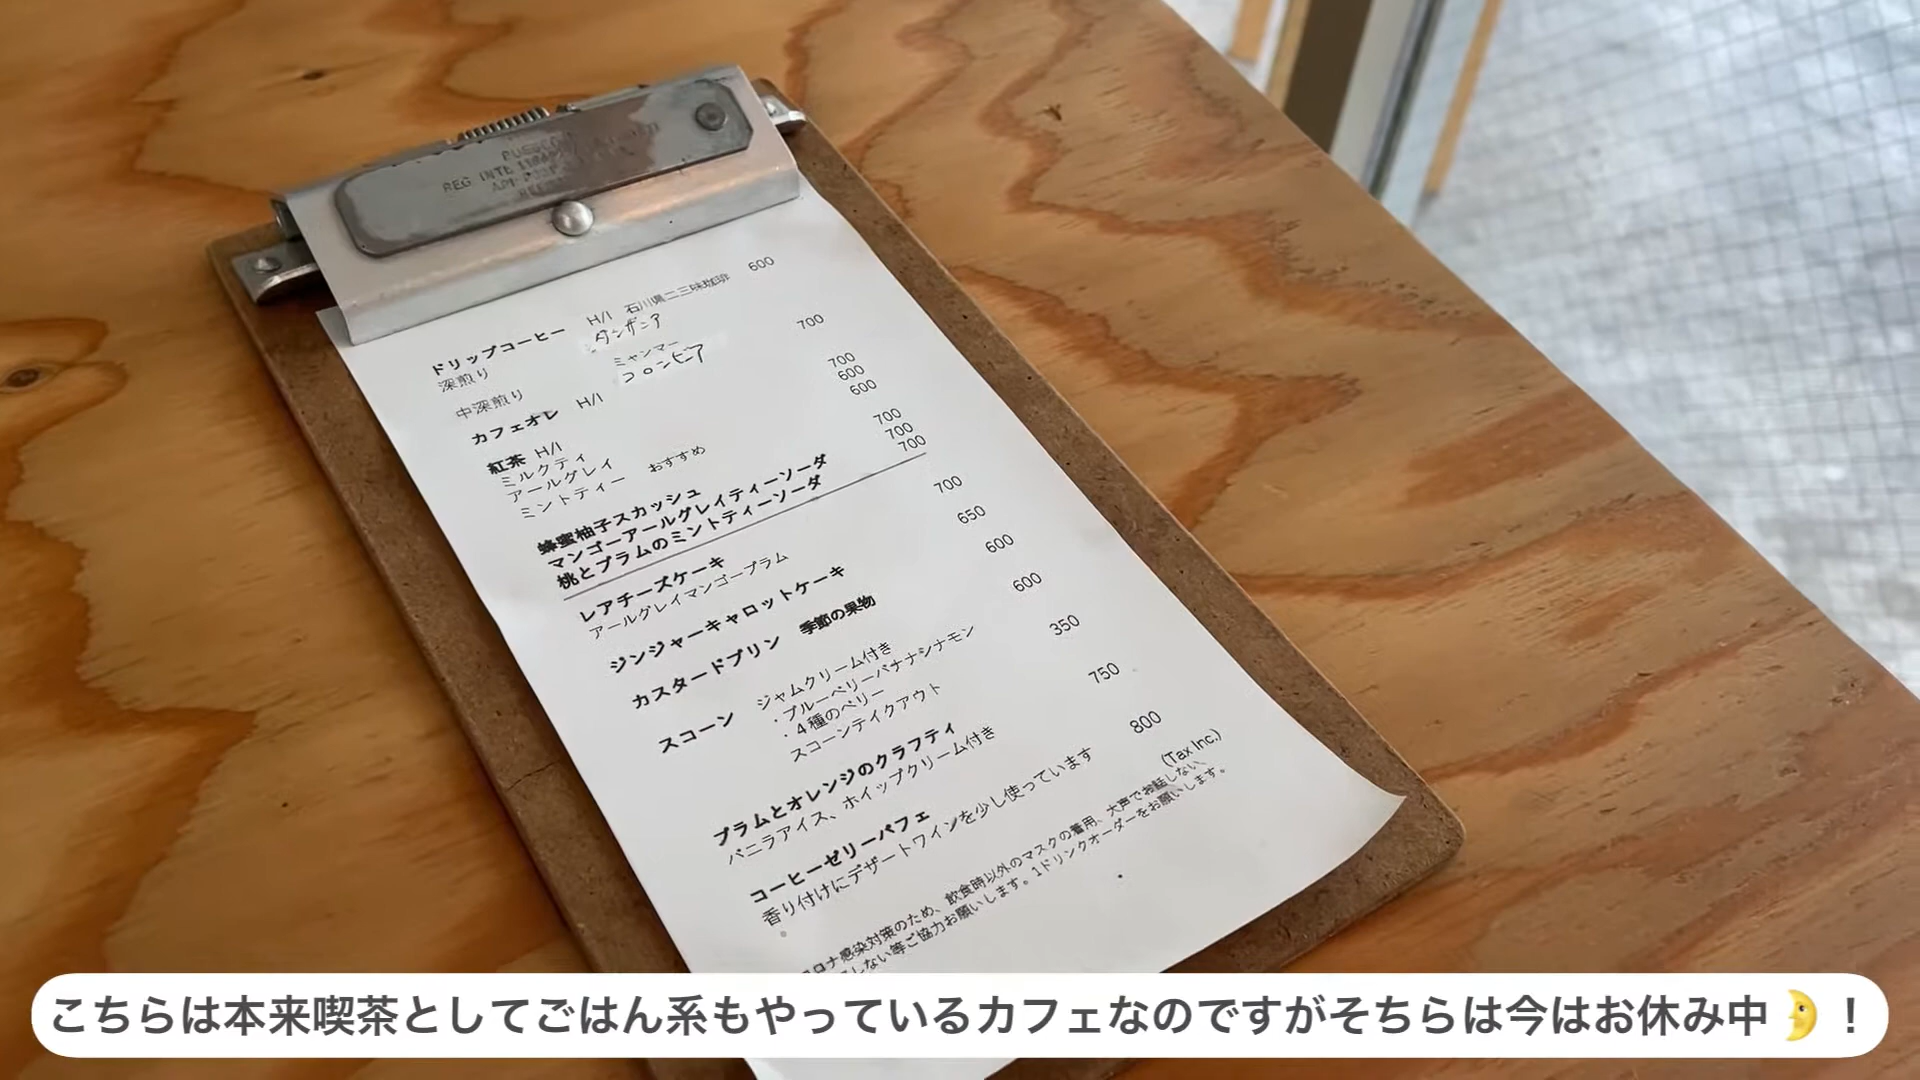 REG INTL
ドリップコーヒー H/I 石川県二三味珈琲 600
深煎り タンザニア
ミャンマー
中深煎り コロンビア
カフェオレ H/I 700
紅茶 H/I
ミルクティ 700
アールグレイ 600
ミントティー おすすめ 600
蜂蜜柚子スカッシュ 700
マンゴーアールグレイティーソーダ 700
桃とプラムのミントティーソーダ 700
レアチーズケーキ 700
アールグレイマンゴープラム
ジンジャーキャロットケーキ 650
カスタードプリン 季節の果物 600
スコーン ジャムクリーム付き 600
・ブルーベリーバナナシナモン
・4種のベリー
スコーンテイクアウト 350
プラムとオレンジのクラフティ 750
バニラアイス、ホイップクリーム付き
コーヒーゼリーパフェ 800
香り付けにデザートワインを少し使っています
(Tax Inc.)
コロナ感染対策のため、飲食時以外のマスクの着用、大声でお話しない、
しない等ご協力お願いします。1ドリンクオーダーをお願いします。
こちらは本来喫茶としてごはん系もやっているカフェなのですがそちらは今はお休み中🌛！